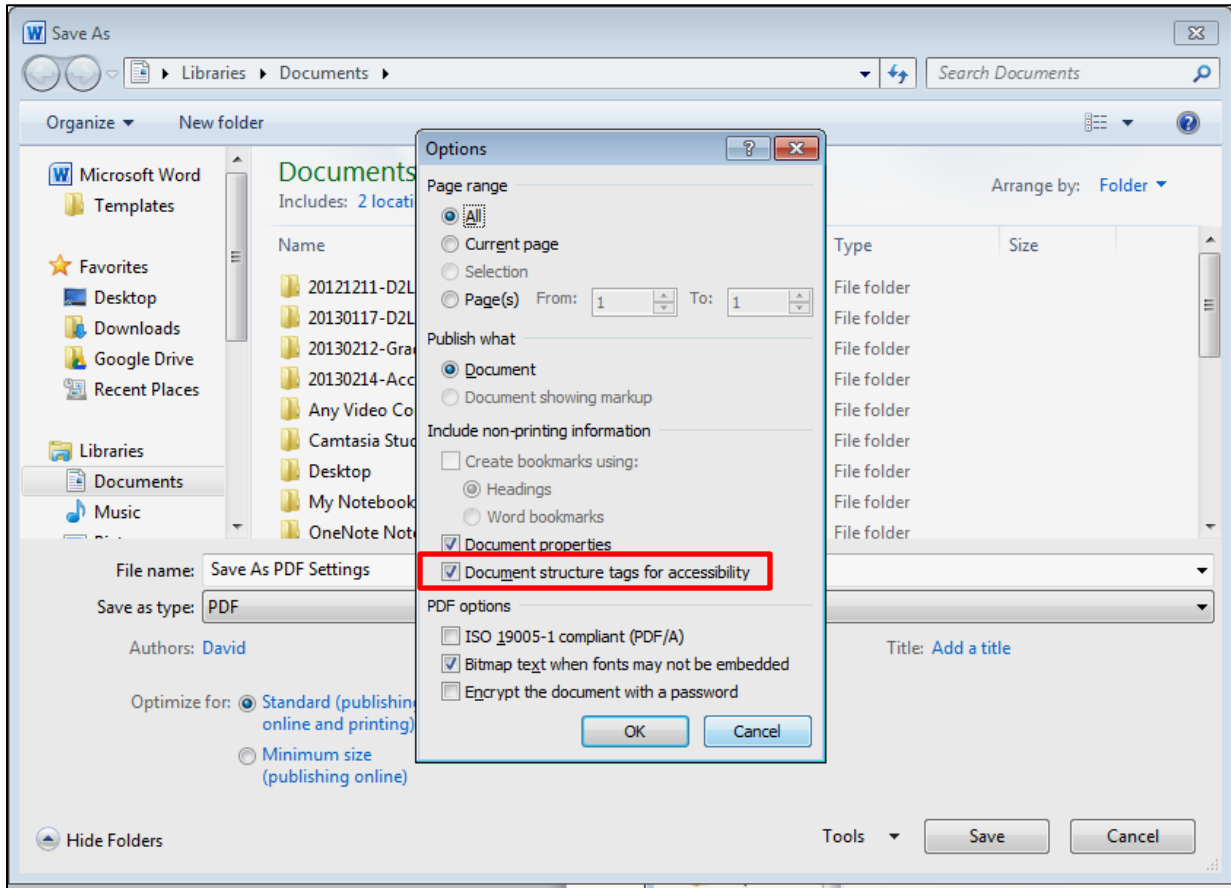 Save As
Libraries Documents
Search Documents
Organize New folder
Microsoft Word
Templates
Favorites
Desktop
Downloads
Google Drive
Recent Places
Libraries
Documents
Music
Documents
Includes: 2 locati
Arrange by: Folder
Name Type Size
20121211-D2L File folder
20130117-D2L File folder
20130212-Gra File folder
20130214-Acc File folder
Any Video Co File folder
Camtasia Stud File folder
Desktop File folder
My Notebook File folder
OneNote Note File folder
Options
Page range
All
Current page
Selection
Page(s) From: 1 To: 1
Publish what
Document
Document showing markup
Include non-printing information
Create bookmarks using:
Headings
Word bookmarks
Document properties
Document structure tags for accessibility
PDF options
ISO 19005-1 compliant (PDF/A)
Bitmap text when fonts may not be embedded
Encrypt the document with a password
OK Cancel
File name: Save As PDF Settings
Save as type: PDF
Authors: David
Title: Add a title
Optimize for: Standard (publishing
online and printing)
Minimum size
(publishing online)
Hide Folders
Tools Save Cancel